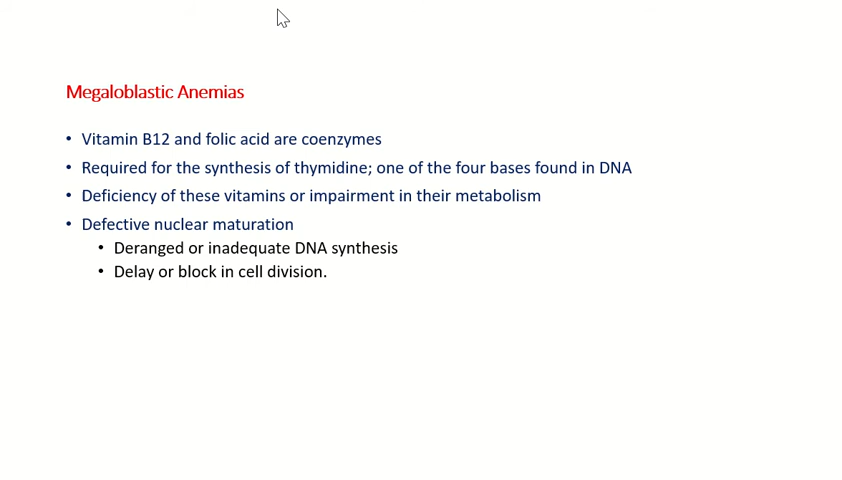 Megaloblastic Anemias
• Vitamin B12 and folic acid are coenzymes
• Required for the synthesis of thymidine; one of the four bases found in DNA
• Deficiency of these vitamins or impairment in their metabolism
• Defective nuclear maturation
• Deranged or inadequate DNA synthesis
• Delay or block in cell division.